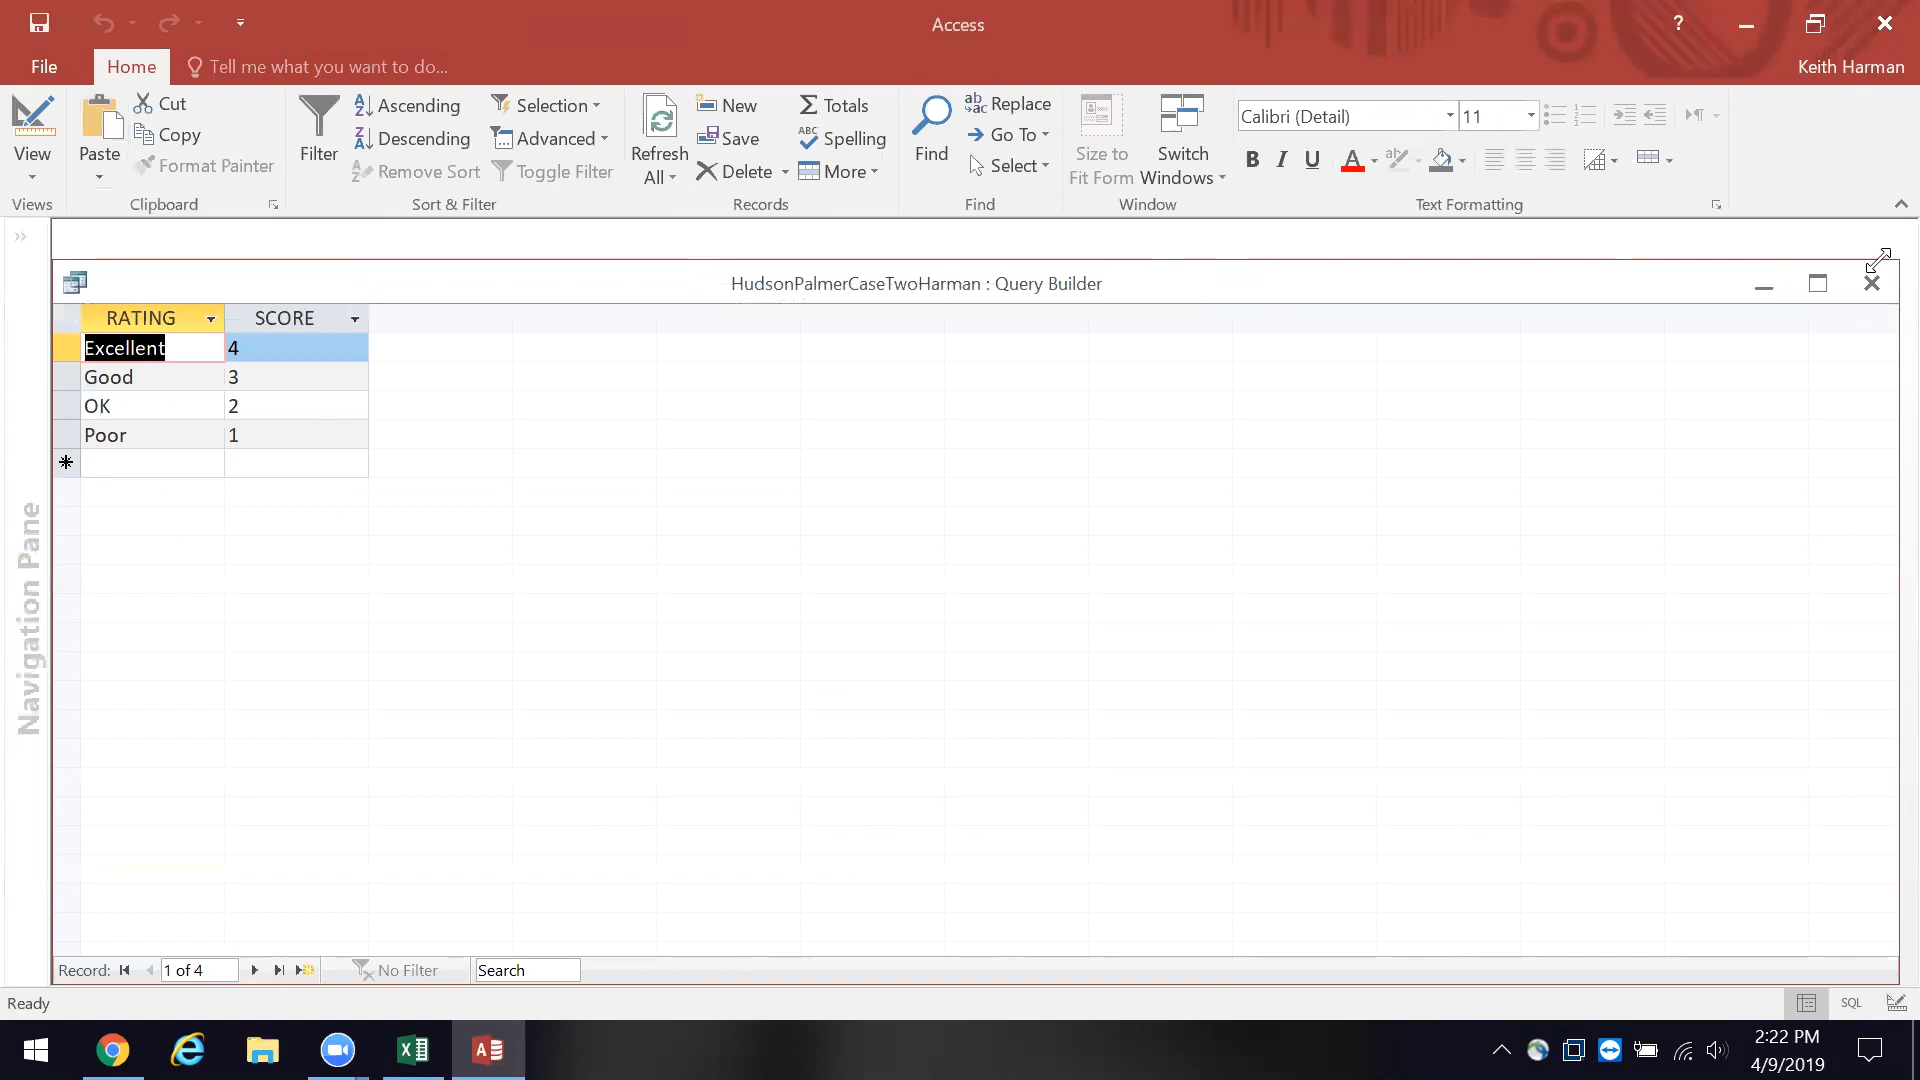 Access
File
Home
Tell me what you want to do...
Keith Harman
View
Paste
Cut
Copy
Format Painter
Filter
Ascending
Descending
Remove Sort
Selection
Advanced
Toggle Filter
Refresh
All
New
Save
Delete
Totals
Spelling
More
Find
Replace
Go To
Select
Size to
Fit Form
Switch
Windows
Calibri (Detail)
11
B I U A
Views
Clipboard
Sort & Filter
Records
Find
Window
Text Formatting
HudsonPalmerCaseTwoHarman : Query Builder
RATING SCORE
Excellent 4
Good 3
OK 2
Poor 1
Navigation Pane
Record: 1 of 4 No Filter Search
Ready
SQL
2:22 PM
4/9/2019